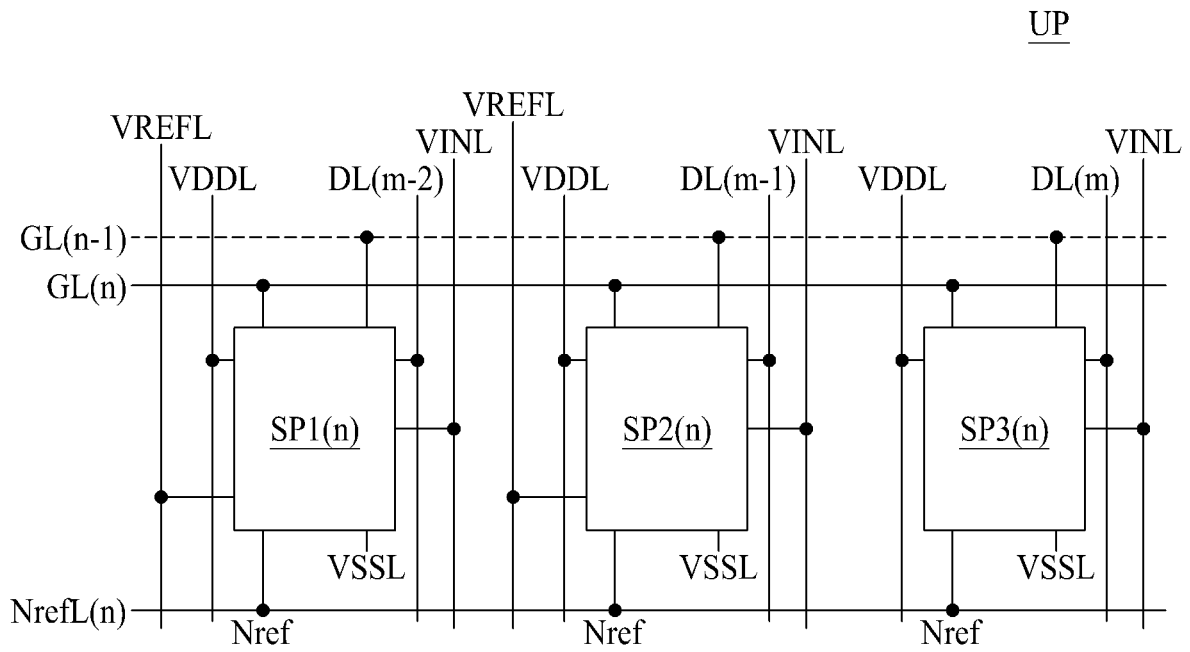 UP
VREFL
VREFL
VINL
VINL
VINL
VDDL
DL(m-2)
VDDL
DL(m-1)
VDDL
DL(m)
GL(n-1)
GL(n)
SP1(n)
SP2(n)
SP3(n)
VSSL
VSSL
VSSL
NrefL(n)
Nref
Nref
Nref